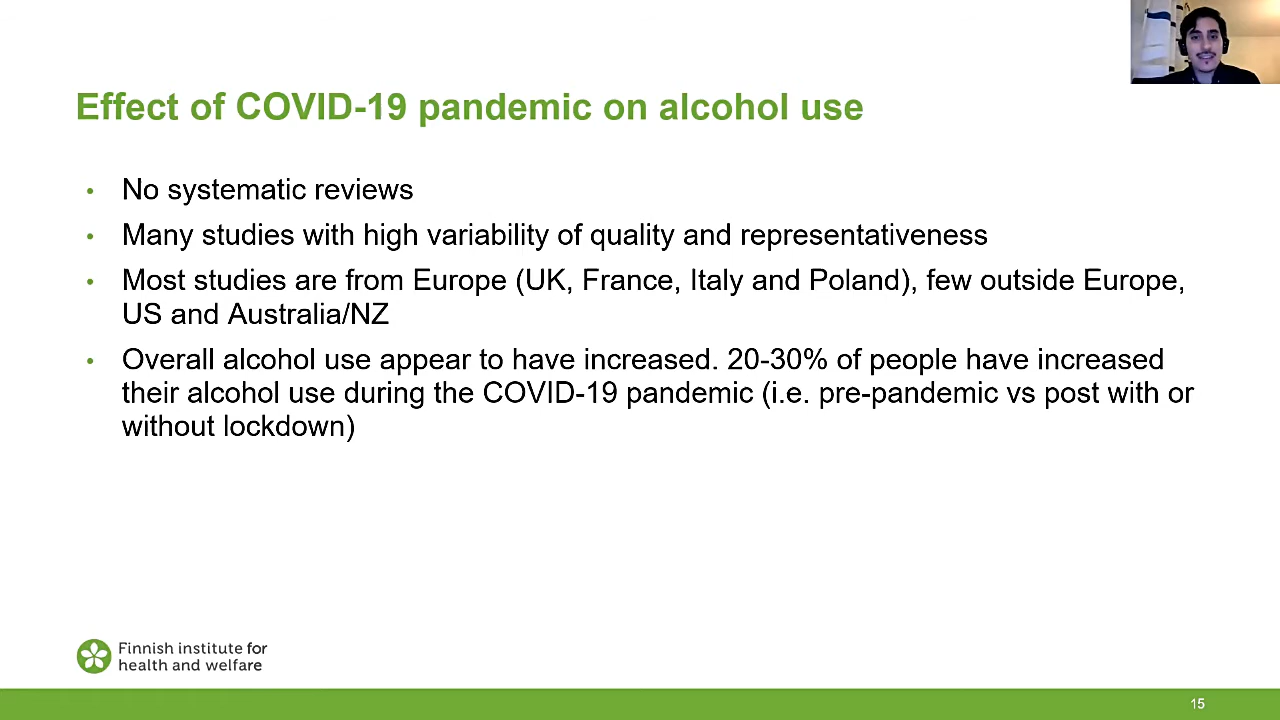 Effect of COVID-19 pandemic on alcohol use
• No systematic reviews
• Many studies with high variability of quality and representativeness
• Most studies are from Europe (UK, France, Italy and Poland), few outside Europe,
US and Australia/NZ
• Overall alcohol use appear to have increased. 20-30% of people have increased
their alcohol use during the COVID-19 pandemic (i.e. pre-pandemic vs post with or
without lockdown)
Finnish institute for
health and welfare
15